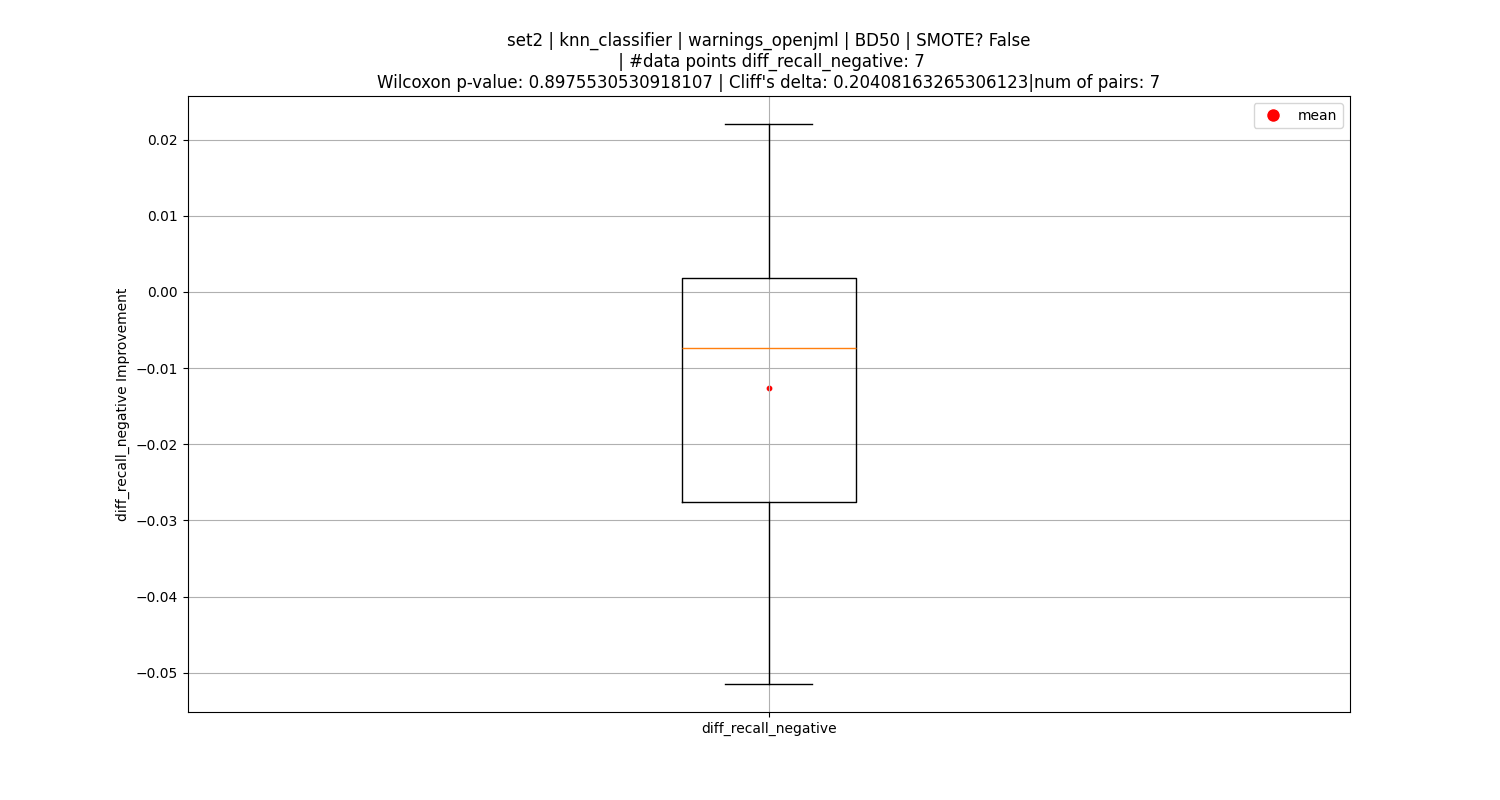 set2 | knn_classifier | warnings_openjml | BD50 | SMOTE? False
| #data points diff_recall_negative: 7
Wilcoxon p-value: 0.8975530530918107 | Cliff's delta: 0.20408163265306123|num of pairs: 7
mean
0.02
0.01
0.00
−0.01
−0.02
−0.03
−0.04
−0.05
diff_recall_negative Improvement
diff_recall_negative